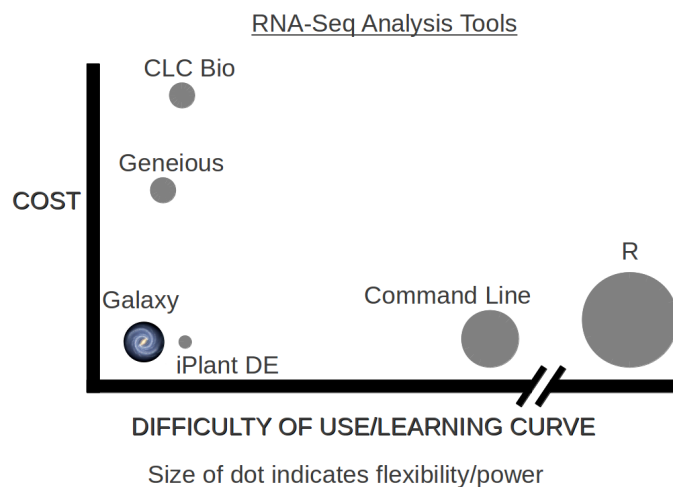 RNA-Seq Analysis Tools
CLC Bio
Geneious
COST
R
Command Line
Galaxy
iPlant DE
DIFFICULTY OF USE/LEARNING CURVE
Size of dot indicates flexibility/power